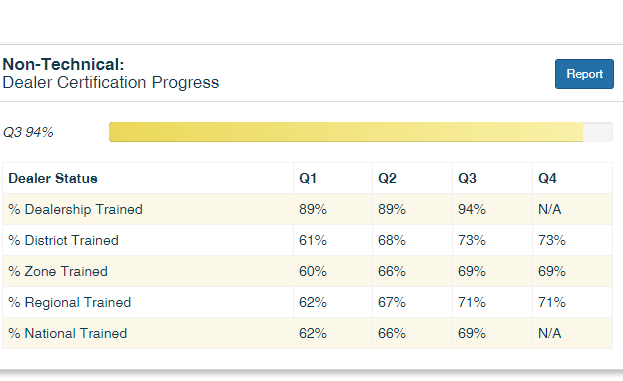 Non-Technical:
Dealer Certification Progress
Report
Q3 94%
Dealer Status Q1 Q2 Q3 Q4
% Dealership Trained 89% 89% 94% N/A
% District Trained 61% 68% 73% 73%
% Zone Trained 60% 66% 69% 69%
% Regional Trained 62% 67% 71% 71%
% National Trained 62% 66% 69% N/A